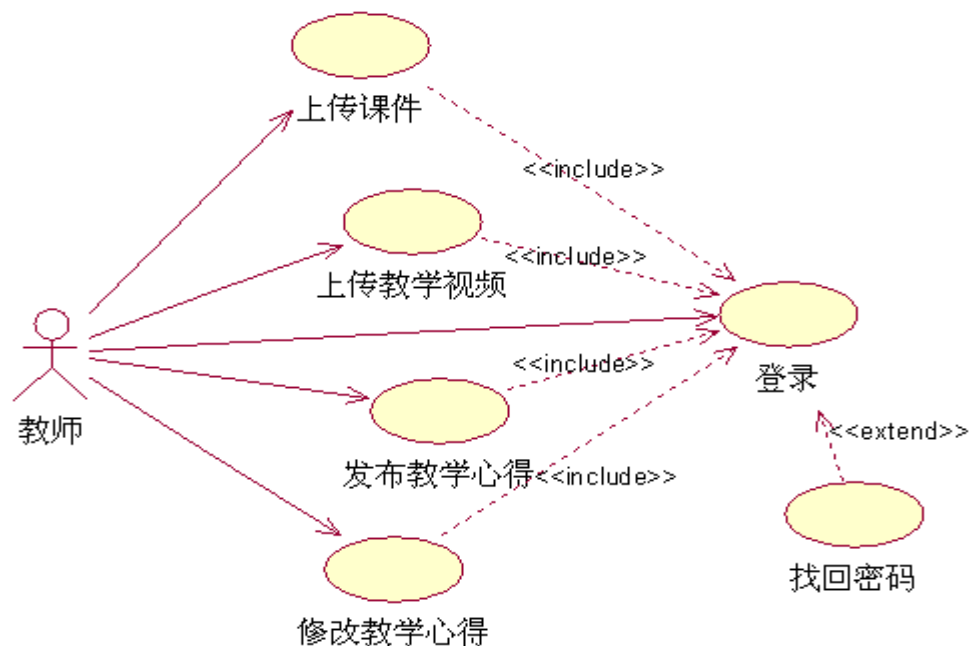 上传课件
<<include>>
上传教学视频
<<include>>
登录
<<include>>
教师
发布教学心得
<<include>>
<<extend>>
找回密码
修改教学心得